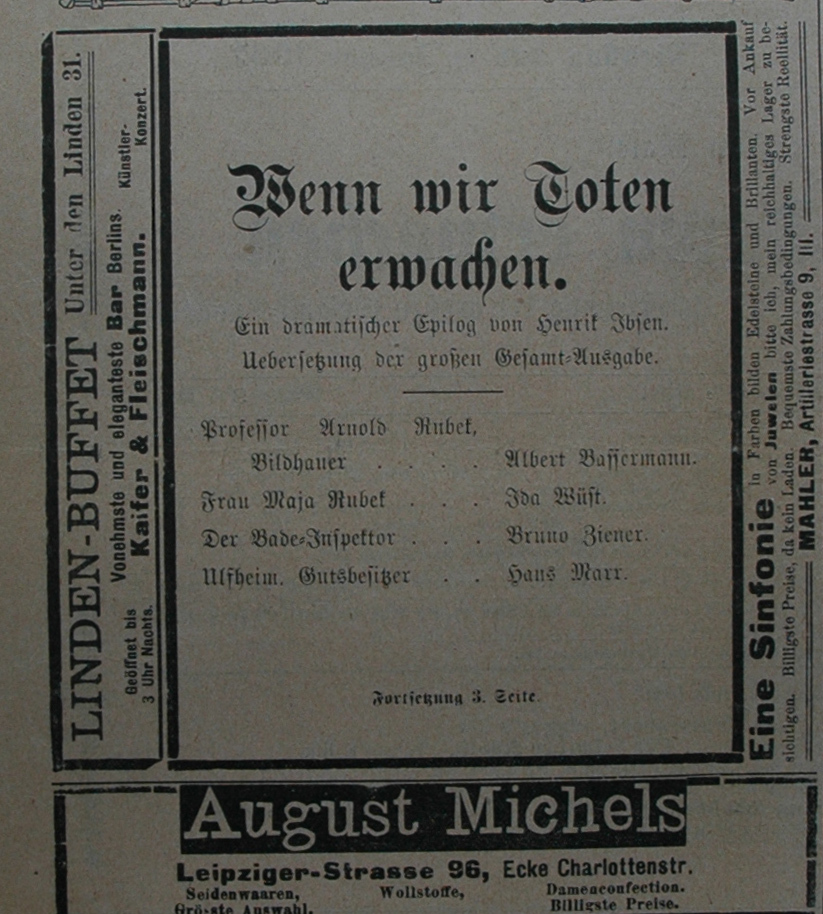 LINDEN-BUFFET Unter den Linden 31.
Vonehmste und eleganteste Bar Berlins. Künstler-
Geöffnet bis Kaifer & Fleischmann. Konzert.
3 Uhr Nachts.
Wenn wir Toten
erwachen.
Ein dramatischer Epilog von Henrik Ibsen.
Uebersetzung der großen Gesamt-Ausgabe.
Professor Arnold Rubek,
Bildhauer . . . . Albert Bassermann.
Frau Maja Rubek . . . Ida Wüst.
Der Bade-Inspektor . . . Bruno Ziener.
Ulfheim, Gutsbesitzer . . Hans Marr.
Fortsetzung 3. Seite.
Eine Sinfonie in Farben bilden Edelsteine und Brillanten. Vor Ankauf
von Juwelen bitte ich, mein reichhaltiges Lager zu be-
sichtigen. Billigste Preise, da kein Laden. Bequemste Zahlungsbedingungen. Strengste Reellität.
MAHLER, Artilleriestrasse 9, III.
August Michels
Leipziger-Strasse 96, Ecke Charlottenstr.
Seidenwaaren, Wollstoffe, Damenconfection.
Grösste Auswahl. Billigste Preise.